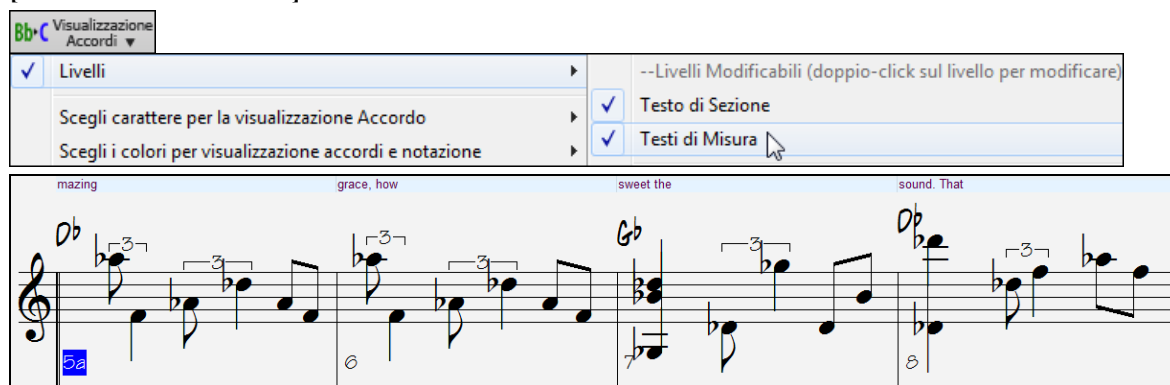 Bb▸C Visualizzazione
Accordi ▼
Livelli
--Livelli Modificabili (doppio-click sul livello per modificare)
Testo di Sezione
Scegli carattere per la visualizzazione Accordo
Testi di Misura
Scegli i colori per visualizzazione accordi e notazione
mazing grace, how sweet the sound. That
Db Gb Db
3 3 3 3 3 3
5a 6 7 8